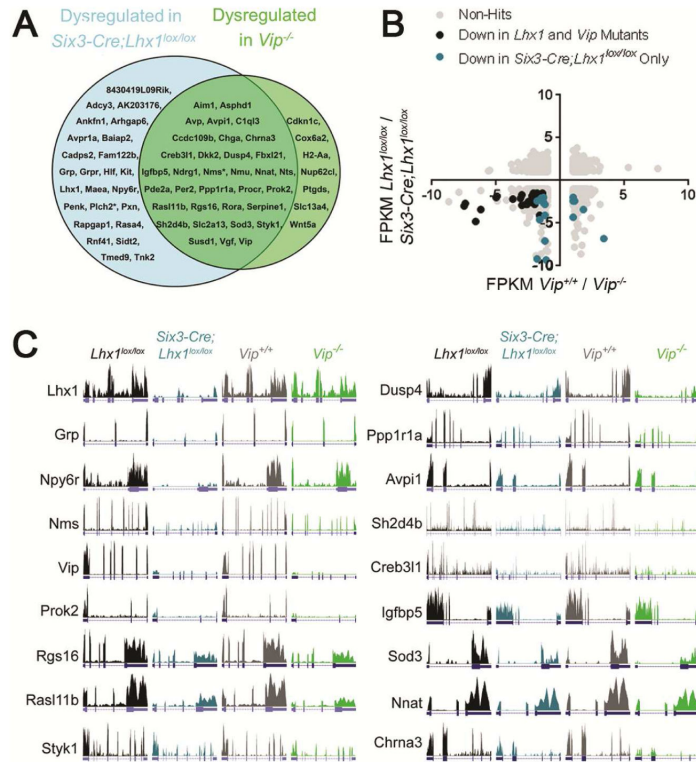 A
Dysregulated in
Six3-Cre;Lhx1lox/lox
Dysregulated
in Vip-/-
8430419L09Rik,
Adcy3, AK203176,
Ankfn1, Arhgap6,
Avpr1a, Baiap2,
Cadps2, Fam122b,
Grp, Grpr, Hlf, Kit,
Lhx1, Maea, Npy6r,
Penk, Plch2*, Pxn,
Rapgap1, Rasa4,
Rnf41, Sidt2,
Tmed9, Tnk2
Aim1, Asphd1
Avp, Avpi1, C1ql3
Ccdc109b, Chga, Chrna3
Creb3l1, Dkk2, Dusp4, Fbxl21,
Igfbp5, Ndrg1, Nms*, Nmu, Nnat, Nts,
Pde2a, Per2, Ppp1r1a, Procr, Prok2,
Rasl11b, Rgs16, Rora, Serpine1,
Sh2d4b, Slc2a13, Sod3, Styk1,
Susd1, Vgf, Vip
Cdkn1c,
Cox6a2,
H2-Aa,
Nup62cl,
Ptgds,
Slc13a4,
Wnt5a
B
Non-Hits
Down in Lhx1 and Vip Mutants
Down in Six3-Cre;Lhx1lox/lox Only
FPKM Lhx1lox/lox /
Six3-Cre;Lhx1lox/lox
10
5
-10 -5 5 10
-5
-10
FPKM Vip+/+ / Vip-/-
C
Lhx1lox/lox
Six3-Cre;
Lhx1lox/lox
Vip+/+
Vip-/-
Lhx1
Grp
Npy6r
Nms
Vip
Prok2
Rgs16
Rasl11b
Styk1
Lhx1lox/lox
Six3-Cre;
Lhx1lox/lox
Vip+/+
Vip-/-
Dusp4
Ppp1r1a
Avpi1
Sh2d4b
Creb3l1
Igfbp5
Sod3
Nnat
Chrna3